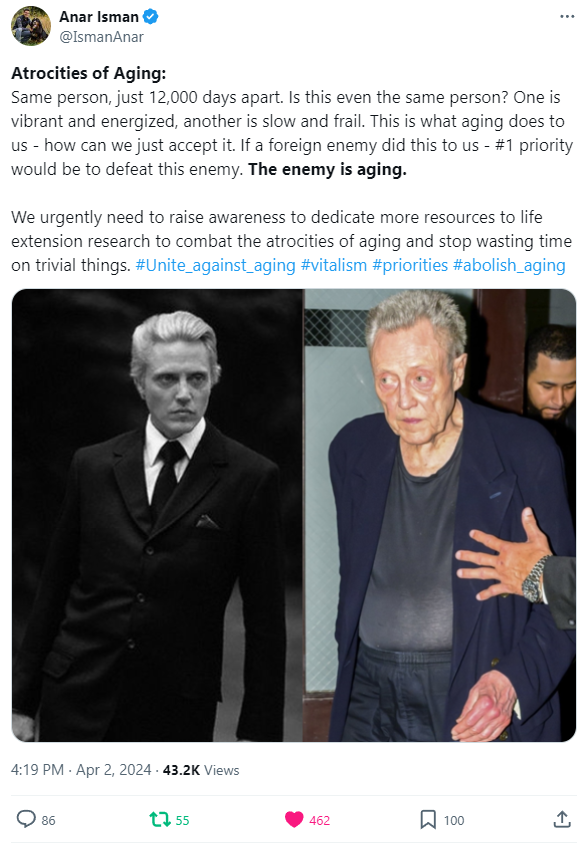 Anar Isman
@IsmanAnar
Atrocities of Aging:
Same person, just 12,000 days apart. Is this even the same person? One is
vibrant and energized, another is slow and frail. This is what aging does to
us - how can we just accept it. If a foreign enemy did this to us - #1 priority
would be to defeat this enemy. The enemy is aging.
We urgently need to raise awareness to dedicate more resources to life
extension research to combat the atrocities of aging and stop wasting time
on trivial things. #Unite_against_aging #vitalism #priorities #abolish_aging
4:19 PM · Apr 2, 2024 · 43.2K Views
86 55 462 100